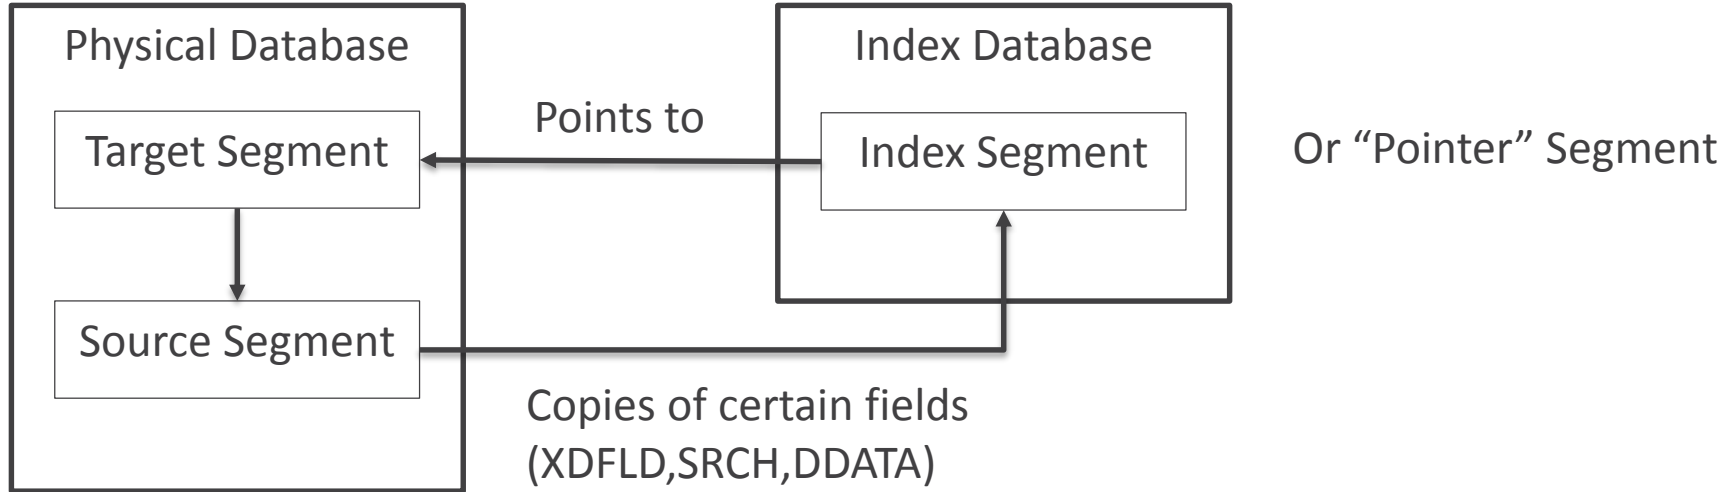 Physical Database
Index Database
Target Segment
Points to
Index Segment
Or “Pointer” Segment
Source Segment
Copies of certain fields
(XDFLD,SRCH,DDATA)